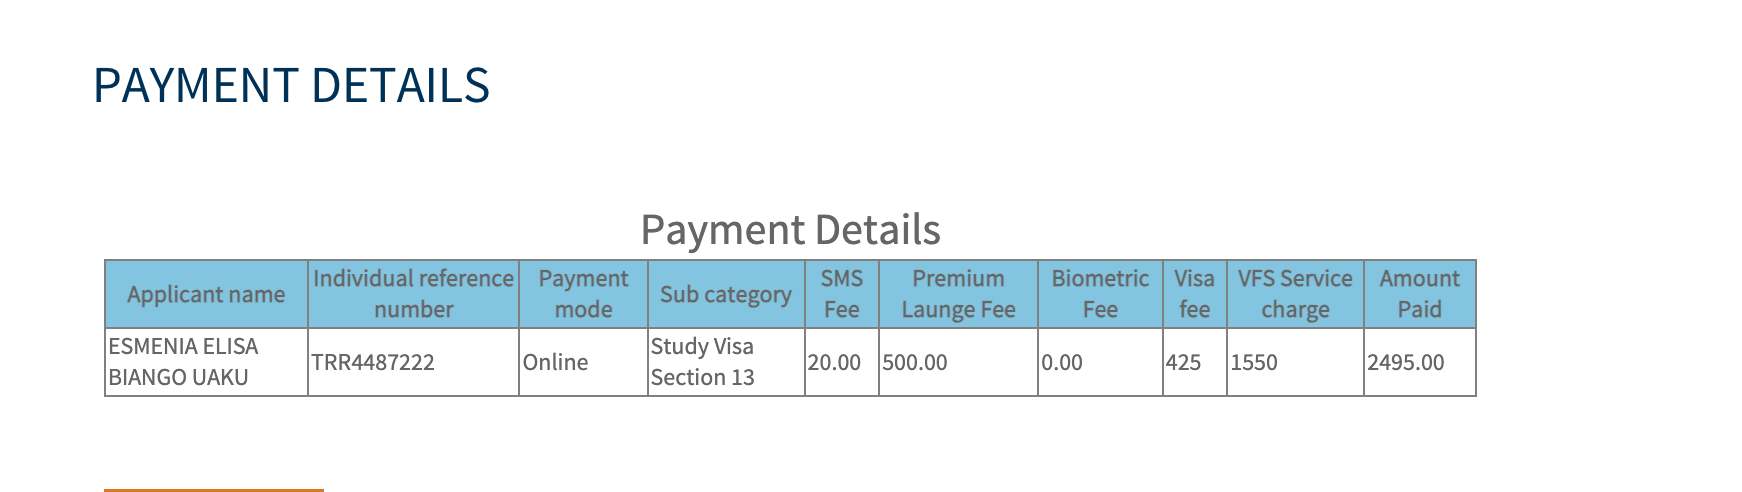 PAYMENT DETAILS
Payment Details
Applicant name
Individual reference
number
Payment
mode
Sub category
SMS
Fee
Premium
Launge Fee
Biometric
Fee
Visa
fee
VFS Service
charge
Amount
Paid
ESMENIA ELISA
BIANGO UAKU
TRR4487222
Online
Study Visa
Section 13
20.00
500.00
0.00
425
1550
2495.00